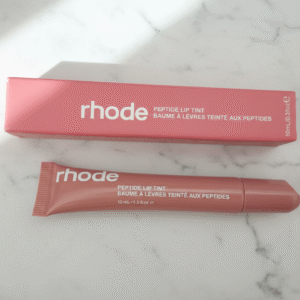 rhode
PEPTIDE LIP TINT
BAUME À LÈVRES TEINTÉ AUX PEPTIDES
rhode
PEPTIDE LIP TINT
BAUME À LÈVRES TEINTÉ AUX PEPTIDES